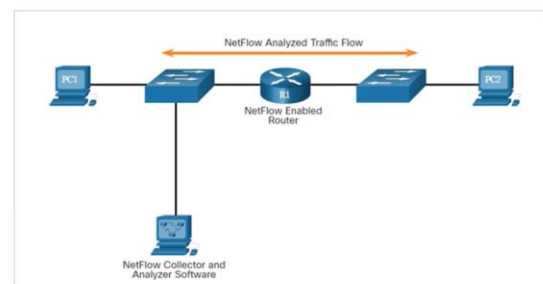 NetFlow Analyzed Traffic Flow
PC1
R1
PC2
NetFlow Enabled
Router
NetFlow Collector and
Analyzer Software